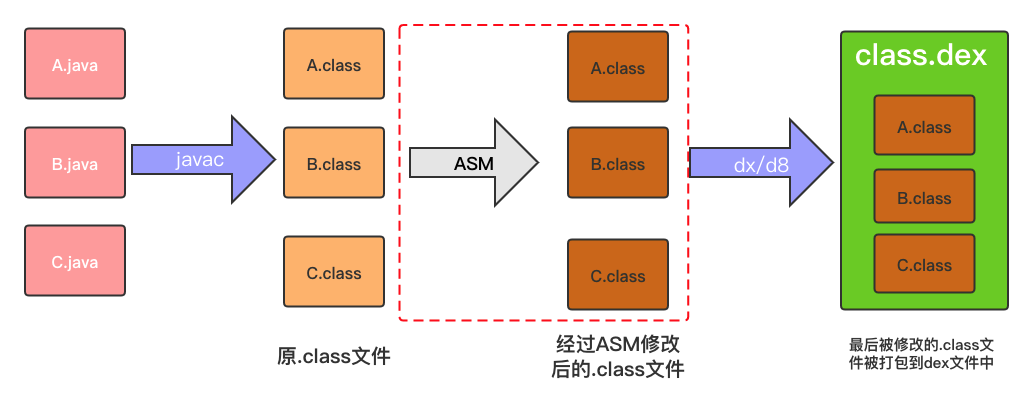 A.java
B.java
C.java
javac
A.class
B.class
C.class
原.class文件
ASM
A.class
B.class
C.class
经过ASM修改
后的.class文件
dx/d8
class.dex
A.class
B.class
C.class
最后被修改的.class文
件被打包到dex文件中